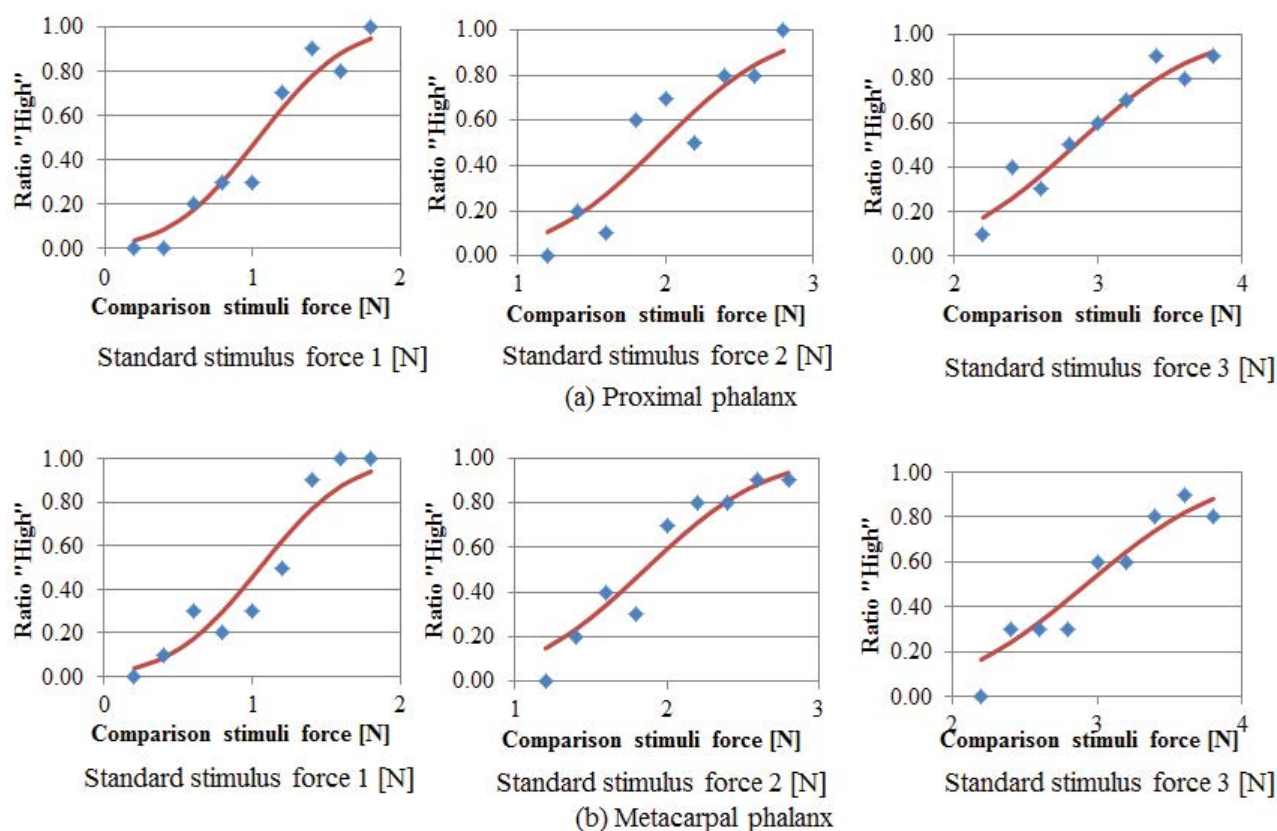 1.00
0.80
0.60
0.40
0.20
0.00
Ratio "High"
0 1 2
Comparison stimuli force [N]
Standard stimulus force 1 [N]
1.00
0.80
0.60
0.40
0.20
0.00
Ratio "High"
1 2 3
Comparison stimuli force [N]
Standard stimulus force 2 [N]
1.00
0.80
0.60
0.40
0.20
0.00
Ratio "High"
2 3 4
Comparison stimuli force [N]
Standard stimulus force 3 [N]
(a) Proximal phalanx
1.00
0.80
0.60
0.40
0.20
0.00
Ratio "High"
0 1 2
Comparison stimuli force [N]
Standard stimulus force 1 [N]
1.00
0.80
0.60
0.40
0.20
0.00
Ratio "High"
1 2 3
Comparison stimuli force [N]
Standard stimulus force 2 [N]
1.00
0.80
0.60
0.40
0.20
0.00
Ratio "High"
2 3 4
Comparison stimuli force [N]
Standard stimulus force 3 [N]
(b) Metacarpal phalanx